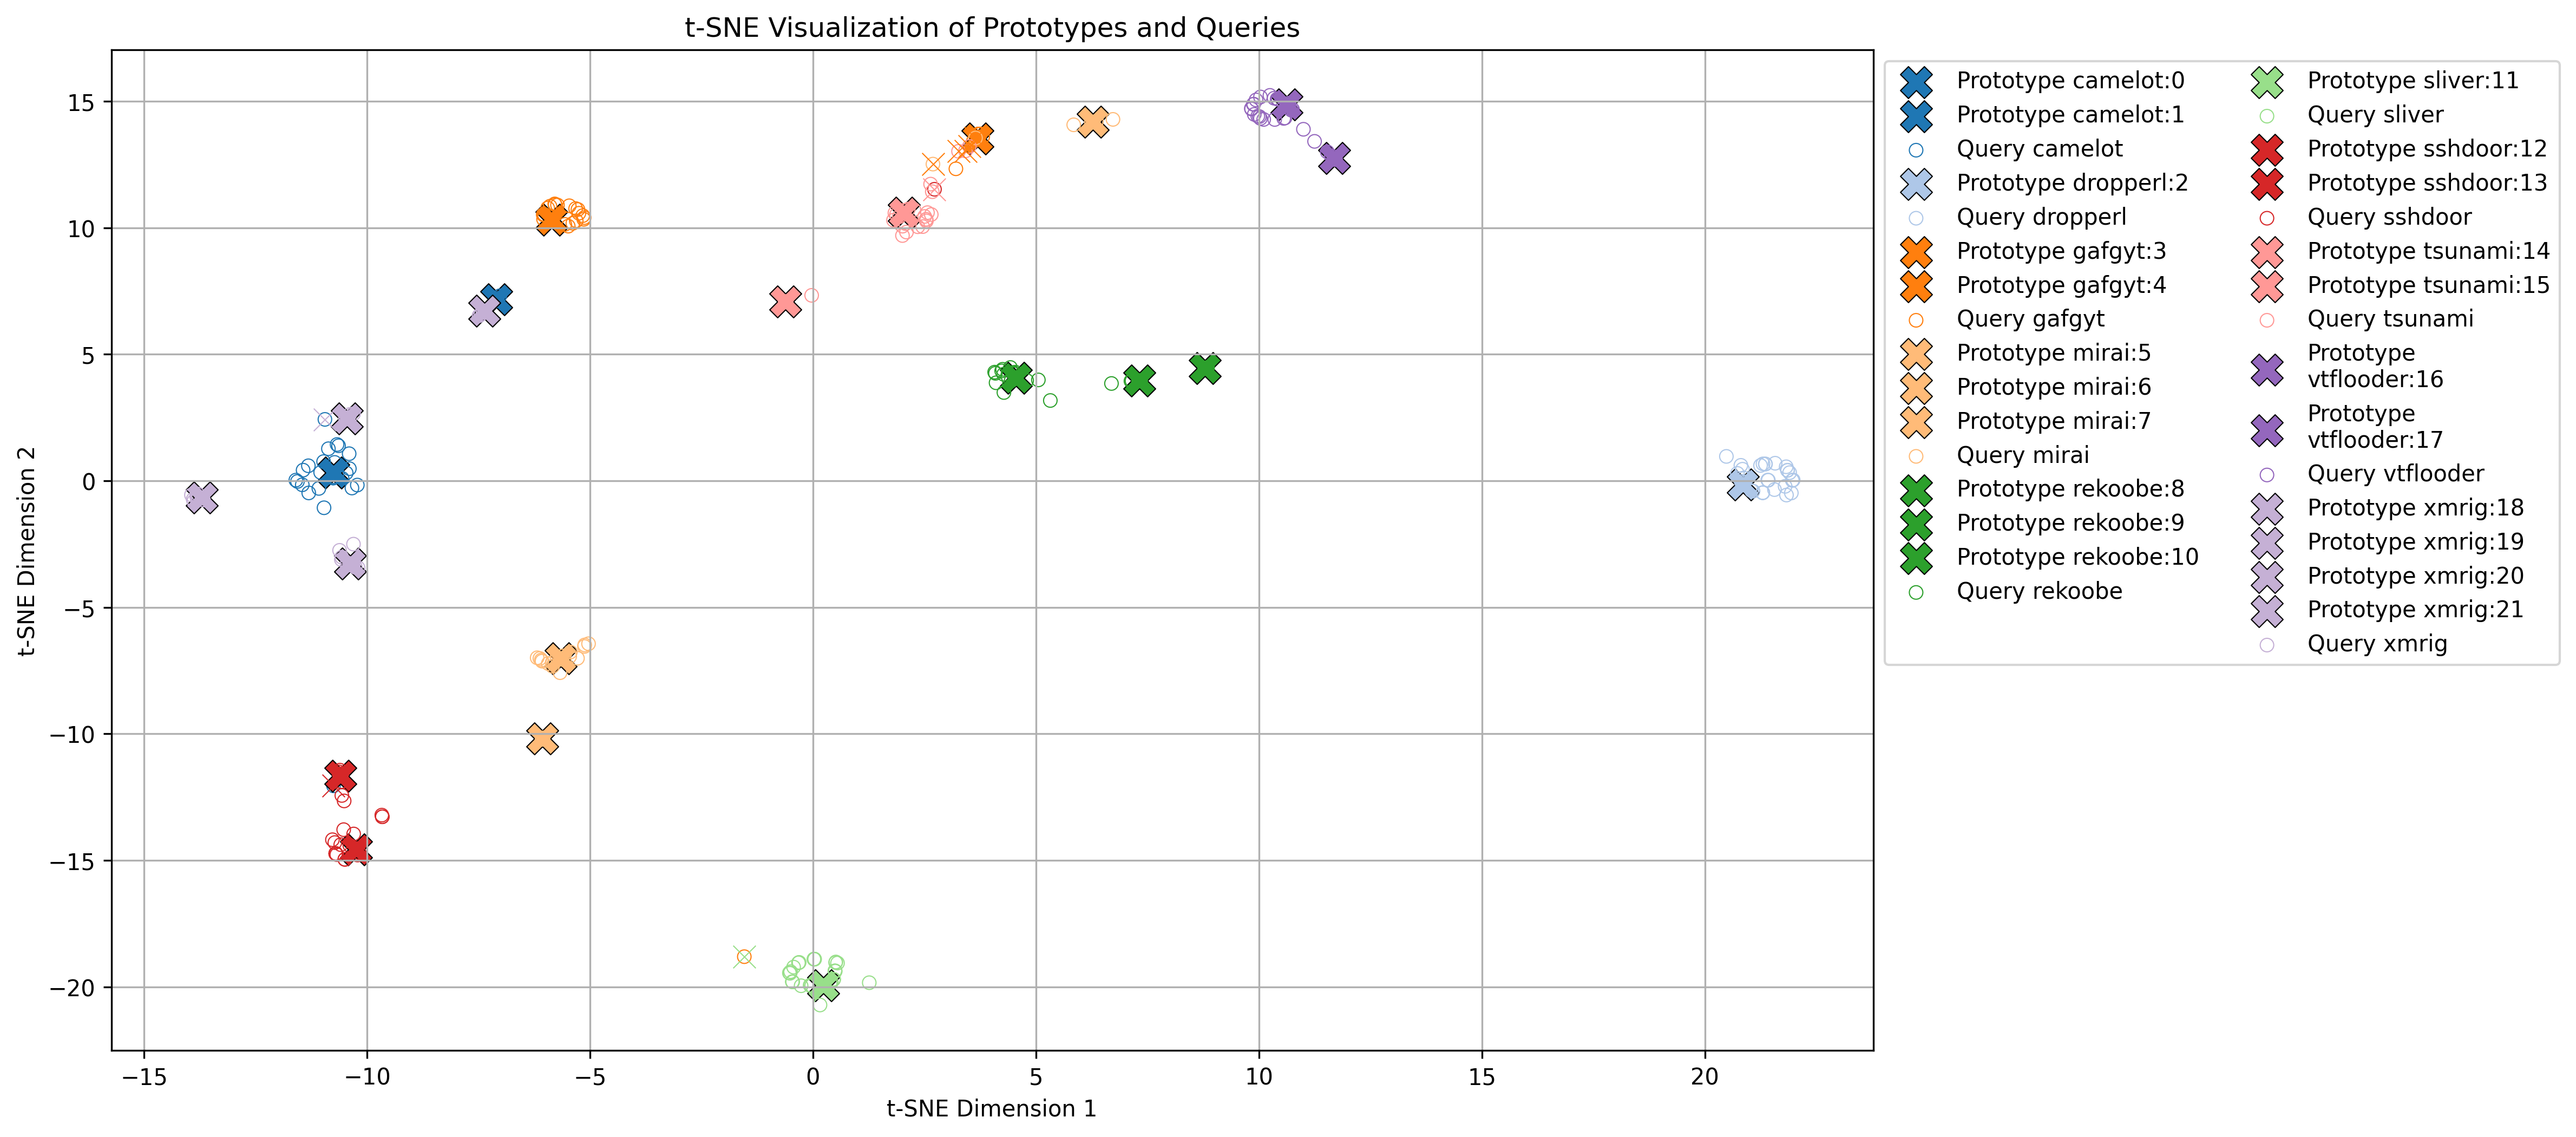 t-SNE Visualization of Prototypes and Queries
t-SNE Dimension 2
15
10
5
0
−5
−10
−15
−20
−15
−10
−5
0
5
10
15
20
t-SNE Dimension 1
Prototype camelot:0
Prototype camelot:1
Query camelot
Prototype dropperl:2
Query dropperl
Prototype gafgyt:3
Prototype gafgyt:4
Query gafgyt
Prototype mirai:5
Prototype mirai:6
Prototype mirai:7
Query mirai
Prototype rekoobe:8
Prototype rekoobe:9
Prototype rekoobe:10
Query rekoobe
Prototype sliver:11
Query sliver
Prototype sshdoor:12
Prototype sshdoor:13
Query sshdoor
Prototype tsunami:14
Prototype tsunami:15
Query tsunami
Prototype
vtflooder:16
Prototype
vtflooder:17
Query vtflooder
Prototype xmrig:18
Prototype xmrig:19
Prototype xmrig:20
Prototype xmrig:21
Query xmrig